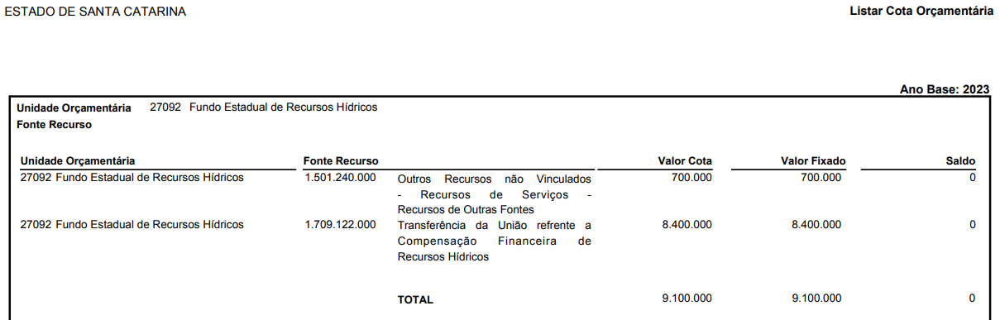 ESTADO DE SANTA CATARINA
Listar Cota Orçamentária
Ano Base: 2023
Unidade Orçamentária 27092 Fundo Estadual de Recursos Hídricos
Fonte Recurso
Unidade Orçamentária Fonte Recurso Valor Cota Valor Fixado Saldo
27092 Fundo Estadual de Recursos Hídricos 1.501.240.000 Outros Recursos não Vinculados 700.000 700.000 0
- Recursos de Serviços -
Recursos de Outras Fontes
27092 Fundo Estadual de Recursos Hídricos 1.709.122.000 Transferência da União refrente a 8.400.000 8.400.000 0
Compensação Financeira de
Recursos Hídricos
TOTAL 9.100.000 9.100.000 0